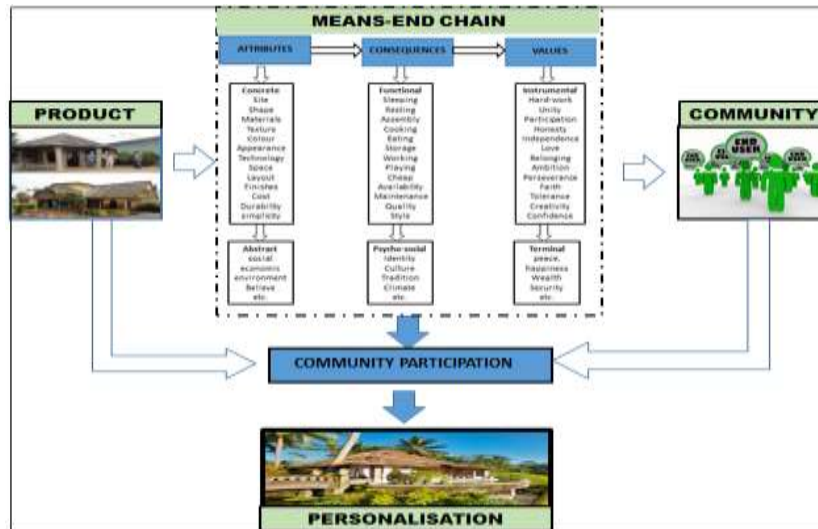 MEANS-END CHAIN
ATTRIBUTES
CONSEQUENCES
VALUES
PRODUCT
Concrete
Site
Shape
Materials
Texture
Colour
Appearance
Technology
Space
Layout
Finishes
Cost
Durability
simplicity
Functional
Sleeping
Resting
Assembly
Cooking
Eating
Storage
Working
Playing
Cheap
Availability
Maintenance
Quality
Style
Instrumental
Hard-work
Unity
Participation
Honesty
Independence
Love
Belonging
Ambition
Perseverance
Faith
Tolerance
Creativity
Confidence
COMMUNITY
END
USER
Abstract
social
economic
environment
Believe
etc.
Psycho-social
Identity
Culture
Tradition
Climate
etc
Terminal
peace,
happiness
Wealth
Security
etc.
COMMUNITY PARTICIPATION
PERSONALISATION